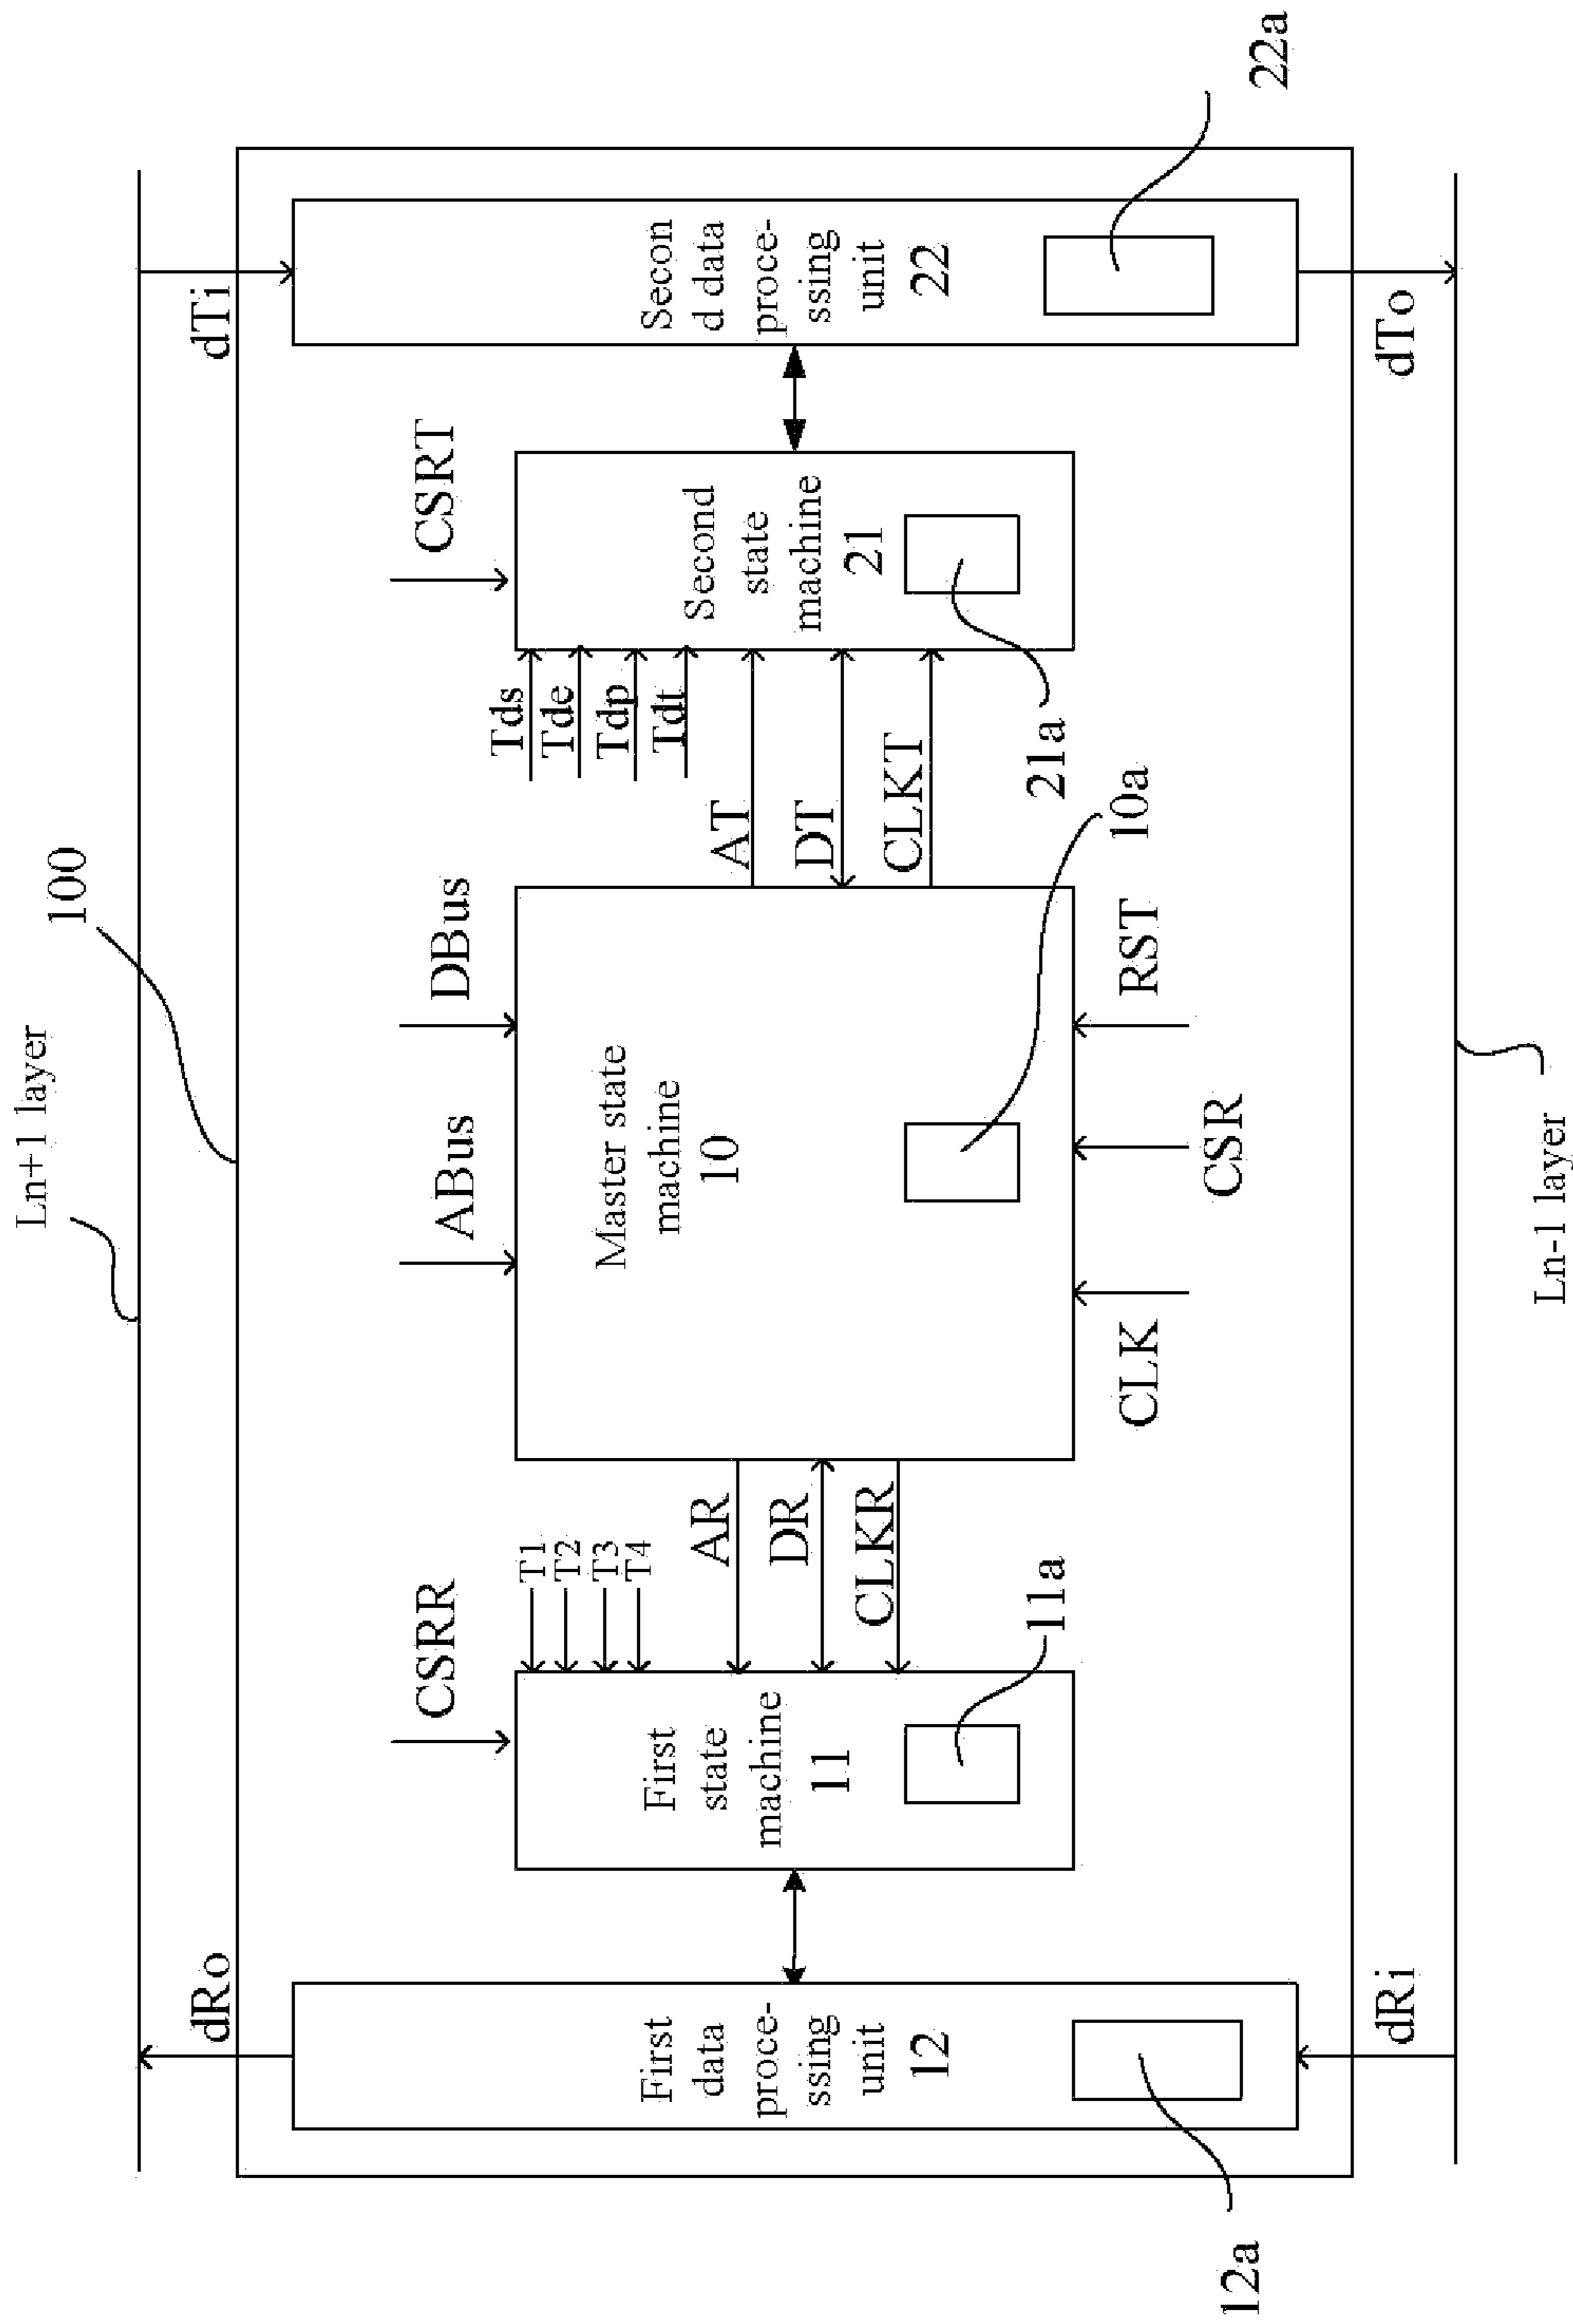 Ln+1 layer
100
dRo
dTi
CSRR
ABus
DBus
CSRT
T1
T2
T3
T4
Tds
Tde
Tdp
Tdt
First
data
proce-
ssing
unit
12
First
state
machine
11
AR
DR
CLKR
Master state
machine
10
AT
DT
CLKT
Second
state
machine
21
Secon
d data
proce-
ssing
unit
22
11a
10a
21a
22a
12a
CLK
CSR
RST
dRi
dTo
Ln-1 layer